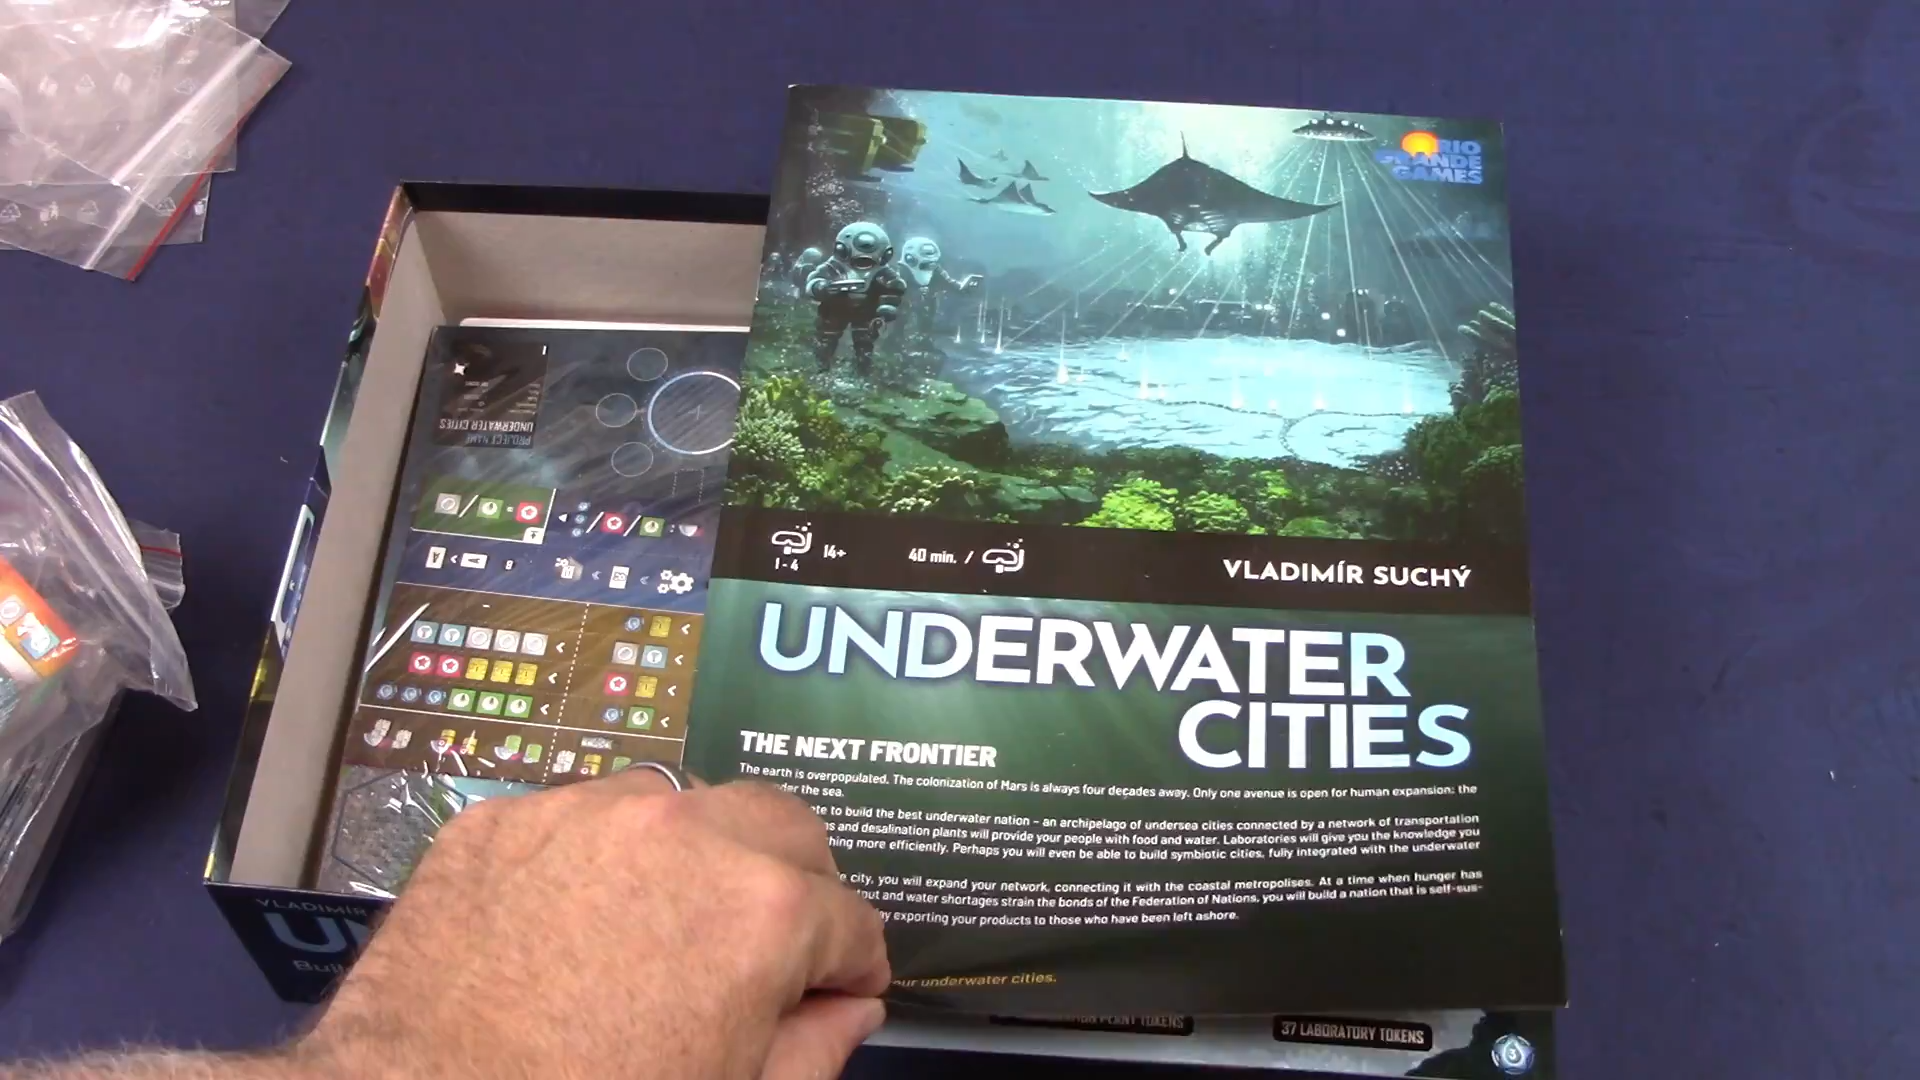 RIO
GRANDE
GAMES
PROJECT NAME
UNDERWATER CITIES
14+
1 - 4
40 min. /
VLADIMÍR SUCHÝ
UNDERWATER
CITIES
THE NEXT FRONTIER
The earth is overpopulated. The colonization of Mars is always four decades away. Only one avenue is open for human expansion: the
the sea.
to build the best underwater nation – an archipelago of undersea cities connected by a network of transportation
and desalination plants will provide your people with food and water. Laboratories will give you the knowledge you
more efficiently. Perhaps you will even be able to build symbiotic cities, fully integrated with the underwater
city, you will expand your network, connecting it with the coastal metropolises. At a time when hunger has
and water shortages strain the bonds of the Federation of Nations, you will build a nation that is self-sus-
exporting your products to those who have been left ashore.
underwater cities.
PLANT TOKENS
37 LABORATORY TOKENS
3
VLADIMÍR